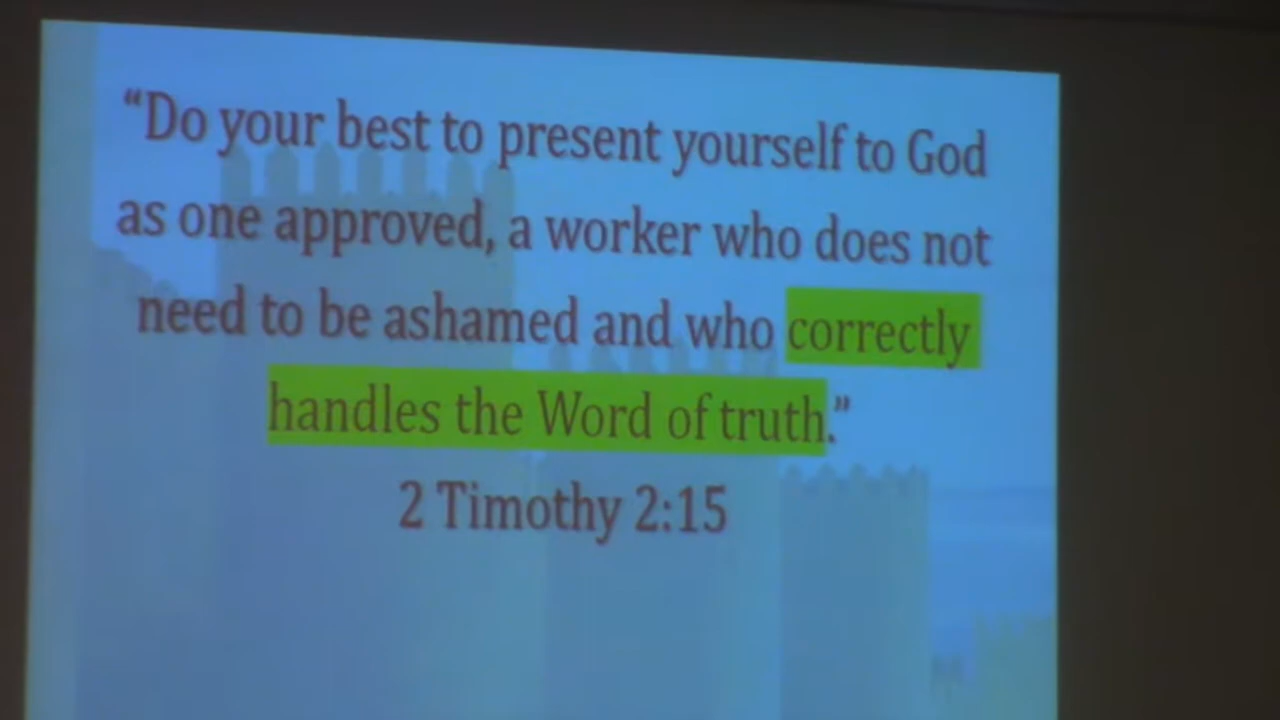 “Do your best to present yourself to God
as one approved, a worker who does not
need to be ashamed and who correctly
handles the Word of truth.”
2 Timothy 2:15